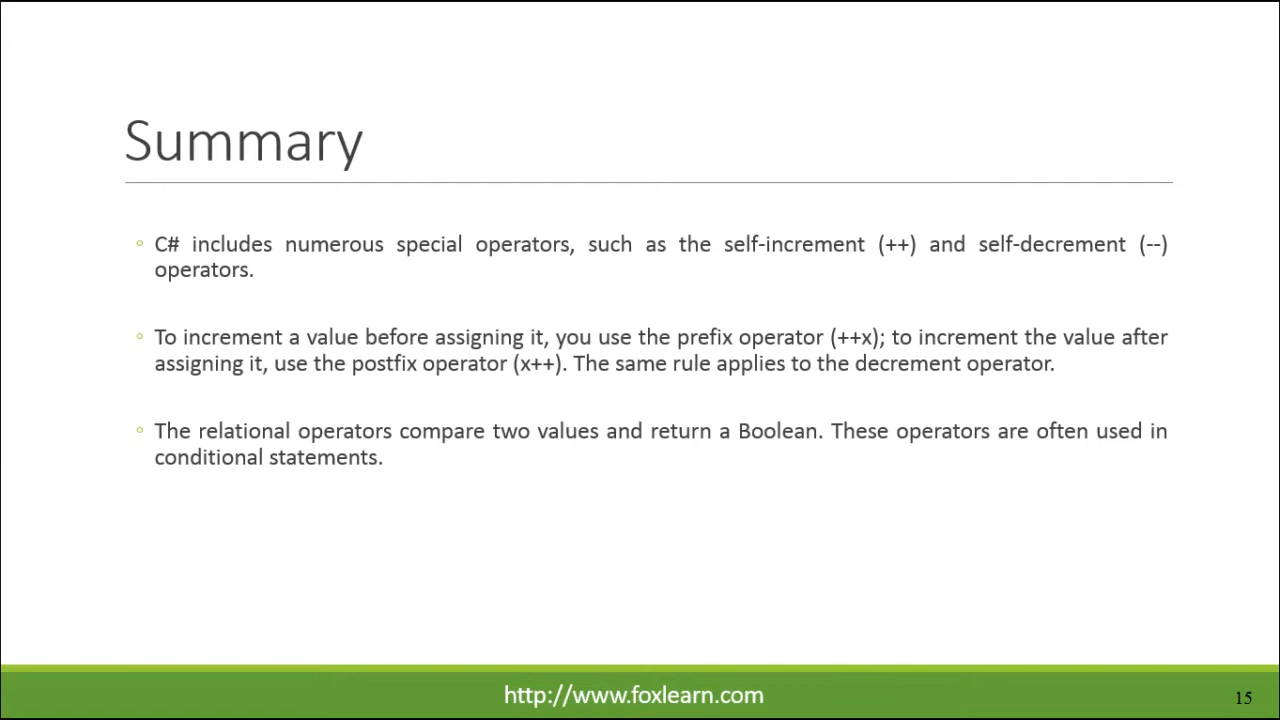 Summary
◦ C# includes numerous special operators, such as the self-increment (++) and self-decrement (--)
operators.
◦ To increment a value before assigning it, you use the prefix operator (++x); to increment the value after
assigning it, use the postfix operator (x++). The same rule applies to the decrement operator.
◦ The relational operators compare two values and return a Boolean. These operators are often used in
conditional statements.
http://www.foxlearn.com
15